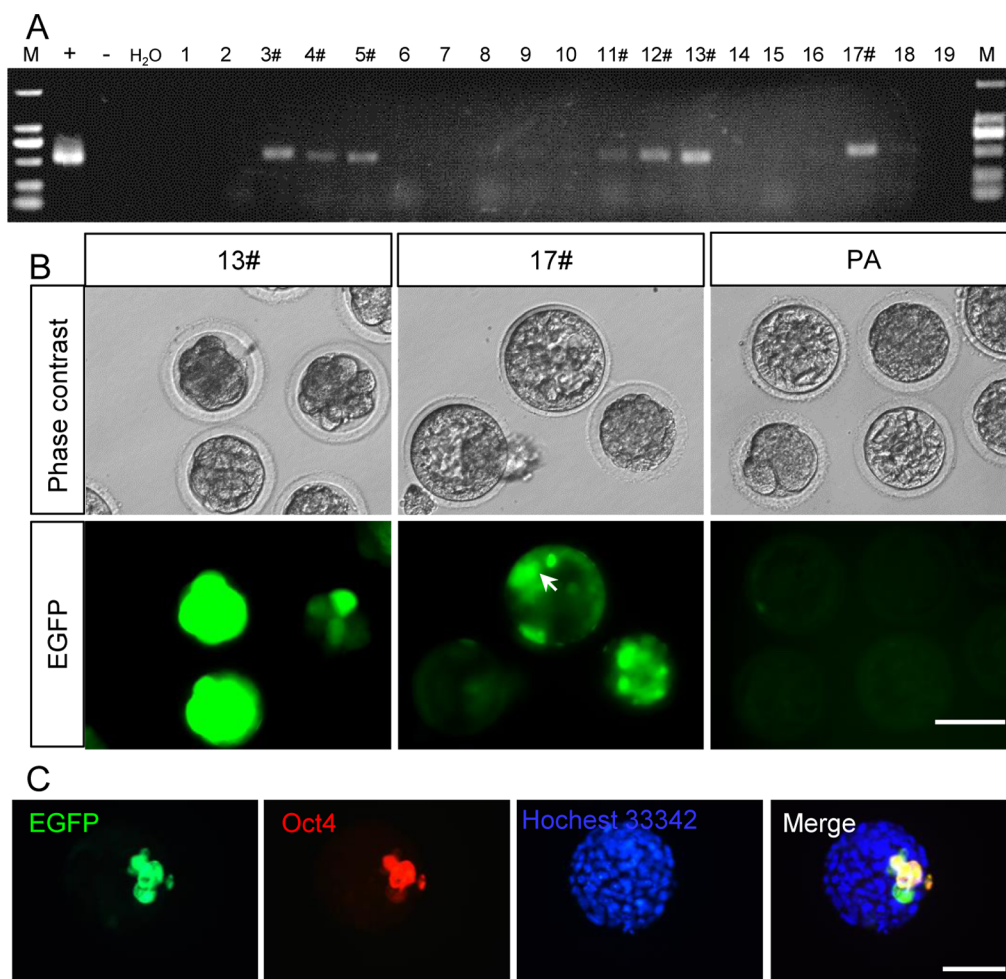 A
M + - H₂O 1 2 3# 4# 5# 6 7 8 9 10 11# 12# 13# 14 15 16 17# 18 19 M
B
13# 17# PA
Phase contrast
EGFP
C
EGFP Oct4 Hochest 33342 Merge